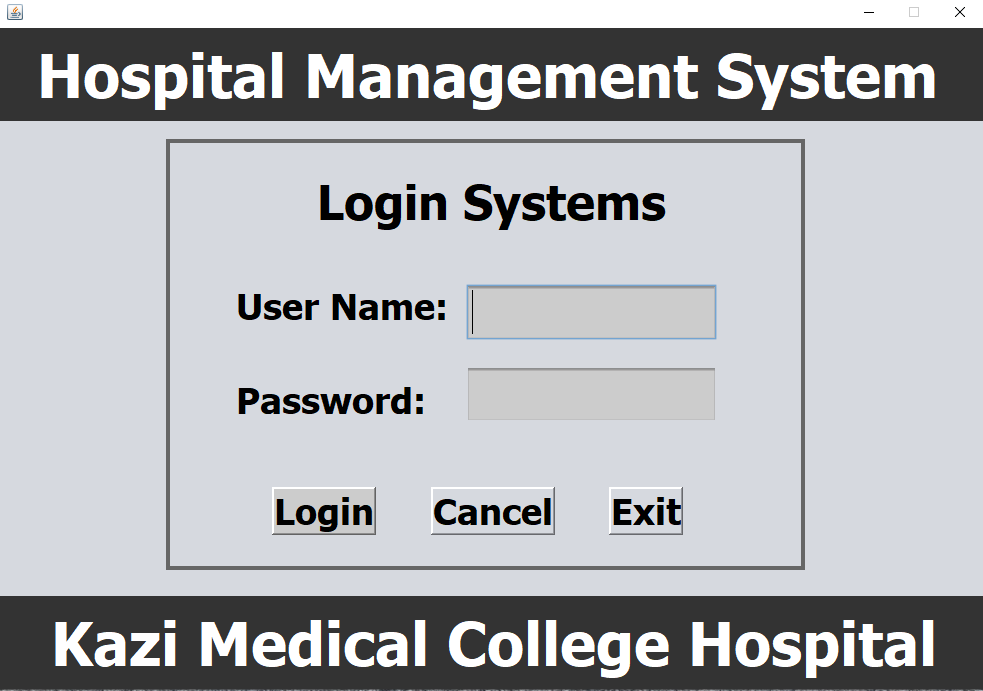 Hospital Management System
Login Systems
User Name:
Password:
Login Cancel Exit
Kazi Medical College Hospital